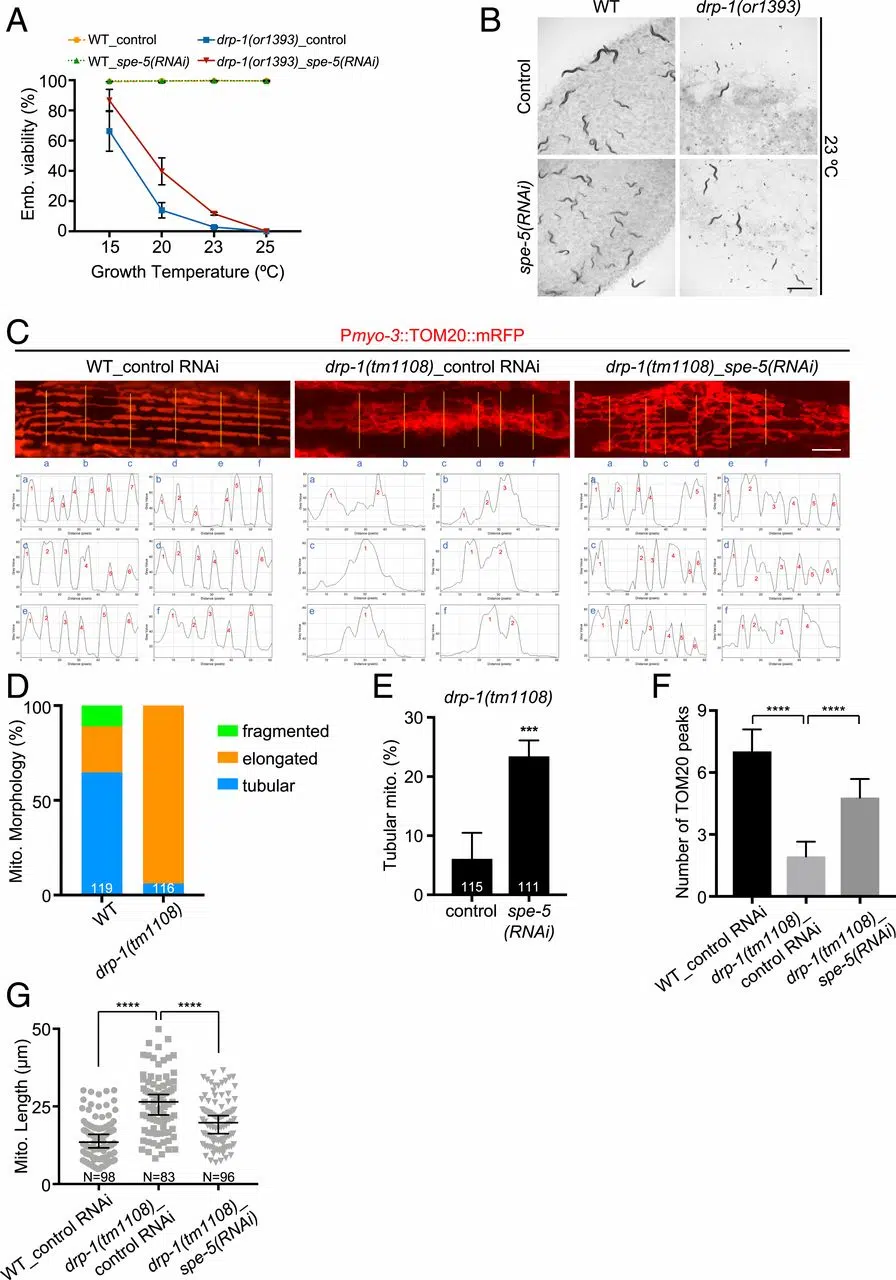 A
WT_control
drp-1(or1393)_control
WT_spe-5(RNAi)
drp-1(or1393)_spe-5(RNAi)
Emb. viability (%)
100
80
60
40
20
0
15 20 23 25
Growth Temperature (ºC)
B
WT drp-1(or1393)
Control
spe-5(RNAi)
23 ºC
C
Pmyo-3::TOM20::mRFP
WT_control RNAi drp-1(tm1108)_control RNAi drp-1(tm1108)_spe-5(RNAi)
a b c d e f a b c d e f a b c d e f
D
Mito. Morphology (%)
100
50
0
119 116
WT drp-1(tm1108)
fragmented
elongated
tubular
E
drp-1(tm1108)
Tubular mito. (%)
30
20
10
0
***
115 111
control spe-5
(RNAi)
F
Number of TOM20 peaks
9
6
3
0
**** ****
WT_control RNAi
drp-1(tm1108)_
control RNAi
drp-1(tm1108)_
spe-5(RNAi)
G
Mito. Length (µm)
50
25
0
**** ****
N=98 N=83 N=96
WT_control RNAi
drp-1(tm1108)_
control RNAi
drp-1(tm1108)_
spe-5(RNAi)